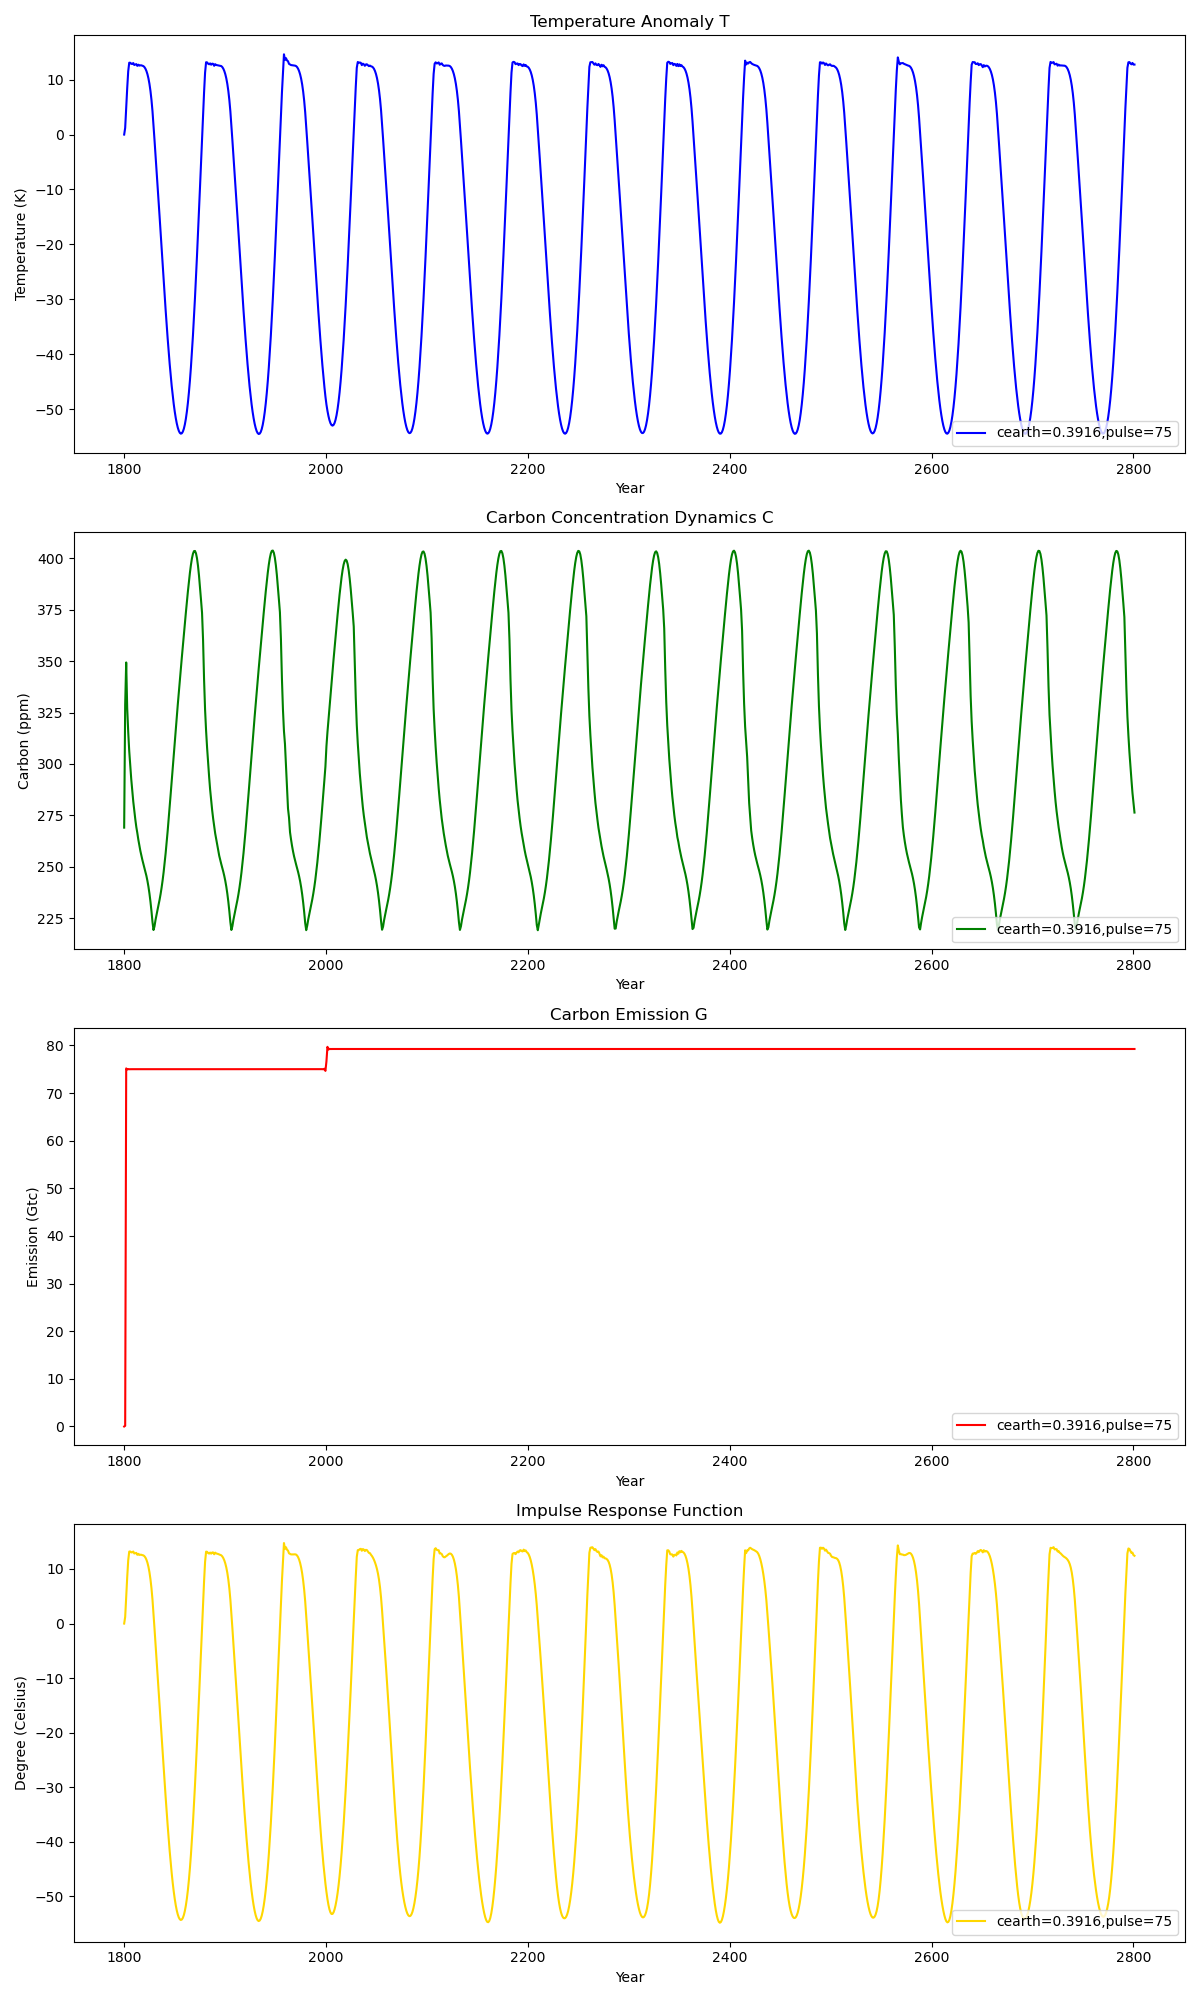 Temperature Anomaly T
Temperature (K)
10
0
−10
−20
−30
−40
−50
cearth=0.3916,pulse=75
1800 2000 2200 2400 2600 2800
Year
Carbon Concentration Dynamics C
Carbon (ppm)
400
375
350
325
300
275
250
225
cearth=0.3916,pulse=75
1800 2000 2200 2400 2600 2800
Year
Carbon Emission G
Emission (Gtc)
80
70
60
50
40
30
20
10
0
cearth=0.3916,pulse=75
1800 2000 2200 2400 2600 2800
Year
Impulse Response Function
Degree (Celsius)
10
0
−10
−20
−30
−40
−50
cearth=0.3916,pulse=75
1800 2000 2200 2400 2600 2800
Year